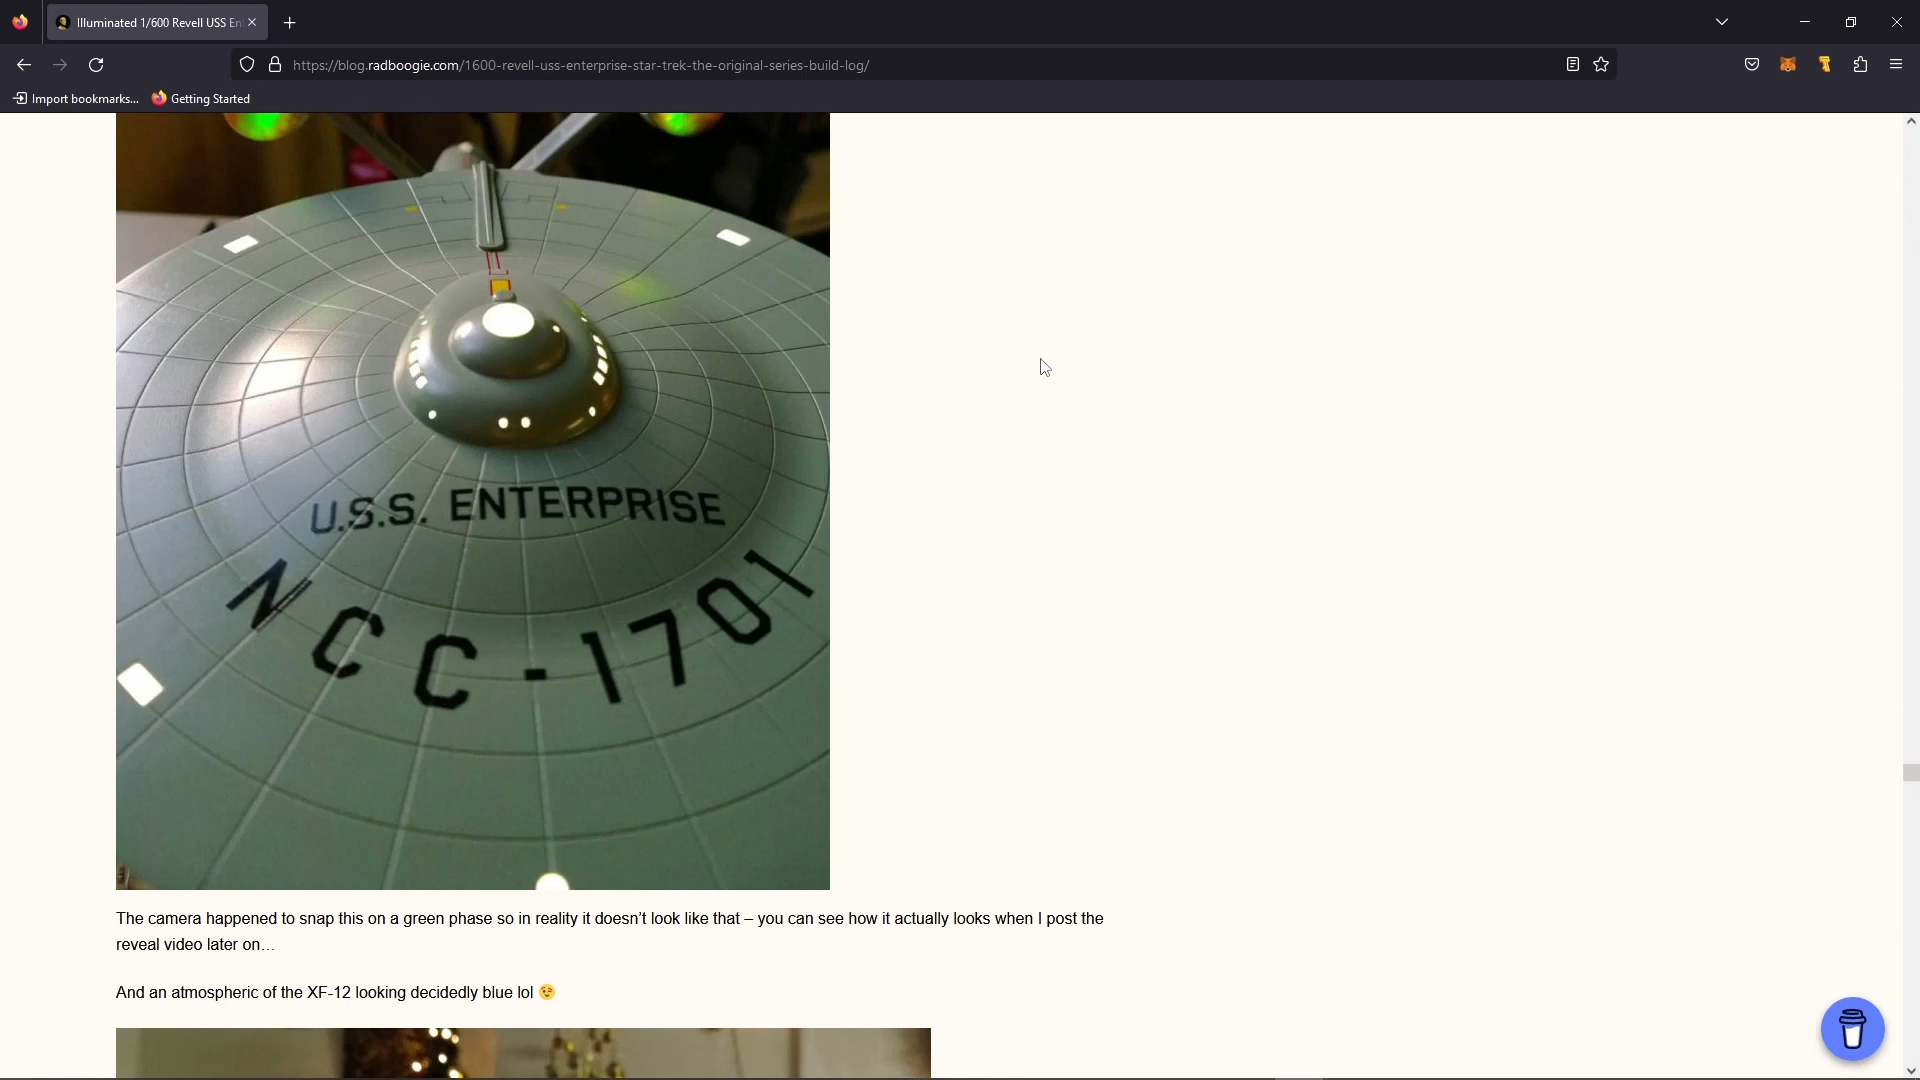 Illuminated 1/600 Revell USS En
https://blog.radboogie.com/1600-revell-uss-enterprise-star-trek-the-original-series-build-log/
Import bookmarks...
Getting Started
U.S.S. ENTERPRISE
NCC-1701
The camera happened to snap this on a green phase so in reality it doesn’t look like that – you can see how it actually looks when I post the
reveal video later on…
And an atmospheric of the XF-12 looking decidedly blue lol 😉